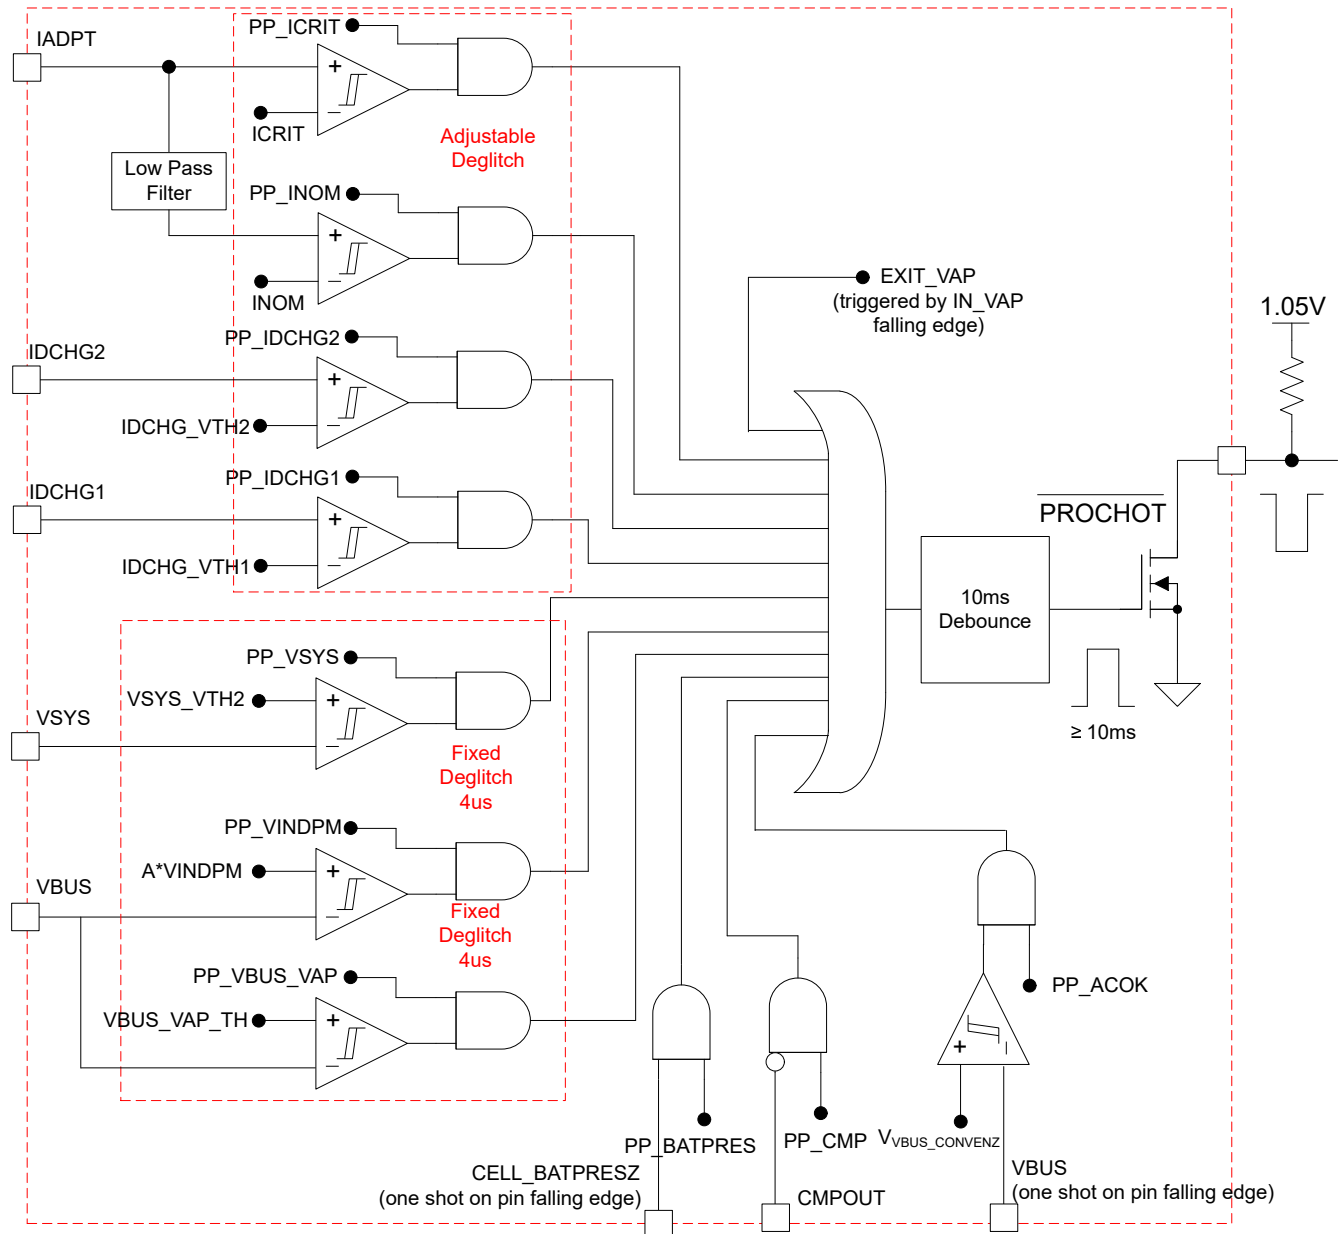 PP_ICRIT
IADPT
ICRIT
Adjustable
Deglitch
Low Pass
Filter
PP_INOM
INOM
EXIT_VAP
(triggered by IN_VAP
falling edge)
1.05V
PP_IDCHG2
IDCHG2
IDCHG_VTH2
PP_IDCHG1
IDCHG1
IDCHG_VTH1
PROCHOT
10ms
Debounce
≥ 10ms
PP_VSYS
VSYS_VTH2
VSYS
Fixed
Deglitch
4us
PP_VINDPM
A*VINDPM
VBUS
Fixed
Deglitch
4us
PP_VBUS_VAP
VBUS_VAP_TH
PP_ACOK
PP_BATPRES
PP_CMP
VVBUS_CONVENZ
CELL_BATPRESZ
(one shot on pin falling edge)
CMPOUT
VBUS
(one shot on pin falling edge)